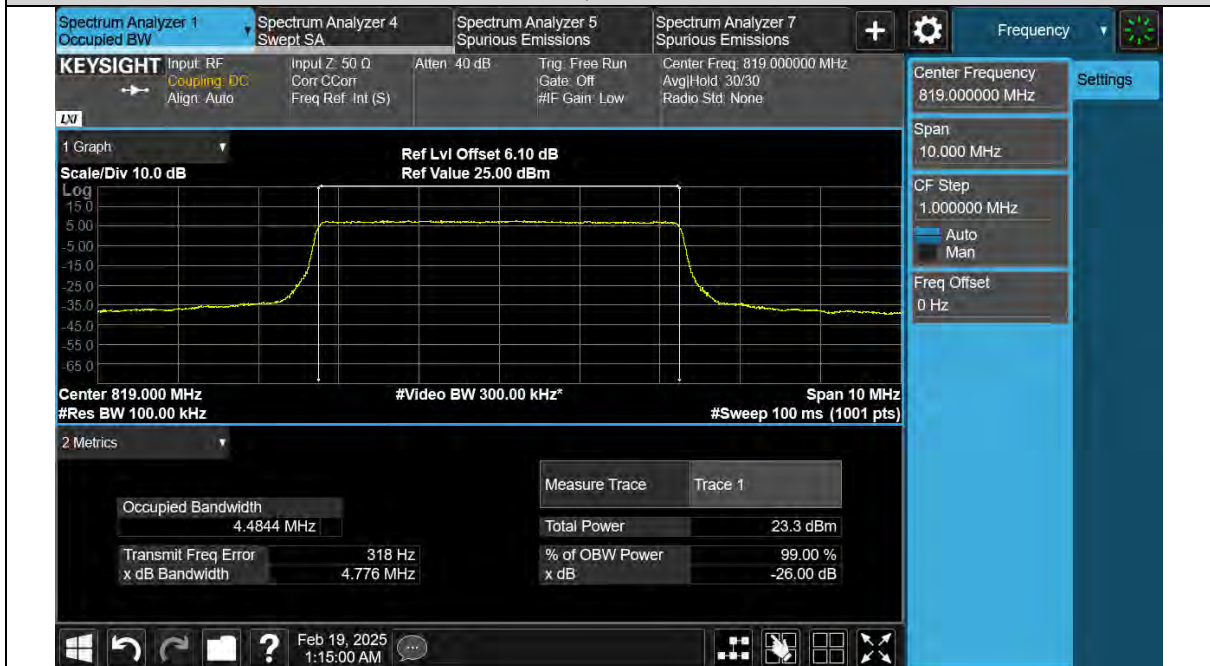 Spectrum Analyzer 1
Occupied BW
Spectrum Analyzer 4
Swept SA
Spectrum Analyzer 5
Spurious Emissions
Spectrum Analyzer 7
Spurious Emissions
+
Frequency
KEYSIGHT
Input: RF
Coupling: DC
Align: Auto
Input Z: 50 Ω
Corr CCorr
Freq Ref: Int (S)
Atten: 40 dB
Trig: Free Run
Gate: Off
#IF Gain: Low
Center Freq: 819.000000 MHz
Avg|Hold: 30/30
Radio Std: None
LXI
Center Frequency
819.000000 MHz
Settings
Span
10.000 MHz
CF Step
1.000000 MHz
Auto
Man
Freq Offset
0 Hz
1 Graph
Scale/Div 10.0 dB
Ref Lvl Offset 6.10 dB
Ref Value 25.00 dBm
Log
15.0
5.00
-5.00
-15.0
-25.0
-35.0
-45.0
-55.0
-65.0
Center 819.000 MHz
#Video BW 300.00 kHz*
Span 10 MHz
#Res BW 100.00 kHz
#Sweep 100 ms (1001 pts)
2 Metrics
Measure Trace
Trace 1
Occupied Bandwidth
4.4844 MHz
Total Power
23.3 dBm
Transmit Freq Error
318 Hz
% of OBW Power
99.00 %
x dB Bandwidth
4.776 MHz
x dB
-26.00 dB
?
Feb 19, 2025
1:15:00 AM